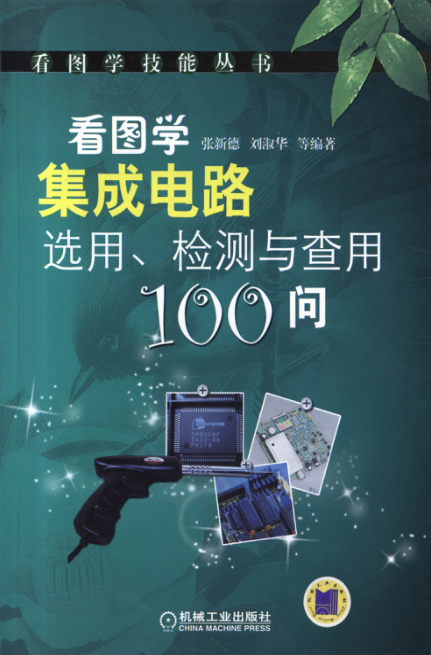 看图学技能丛书
看图学 张新德 刘淑华 等编著
集成电路
选用、检测与查用
100问
机械工业出版社
CHINA MACHINE PRESS